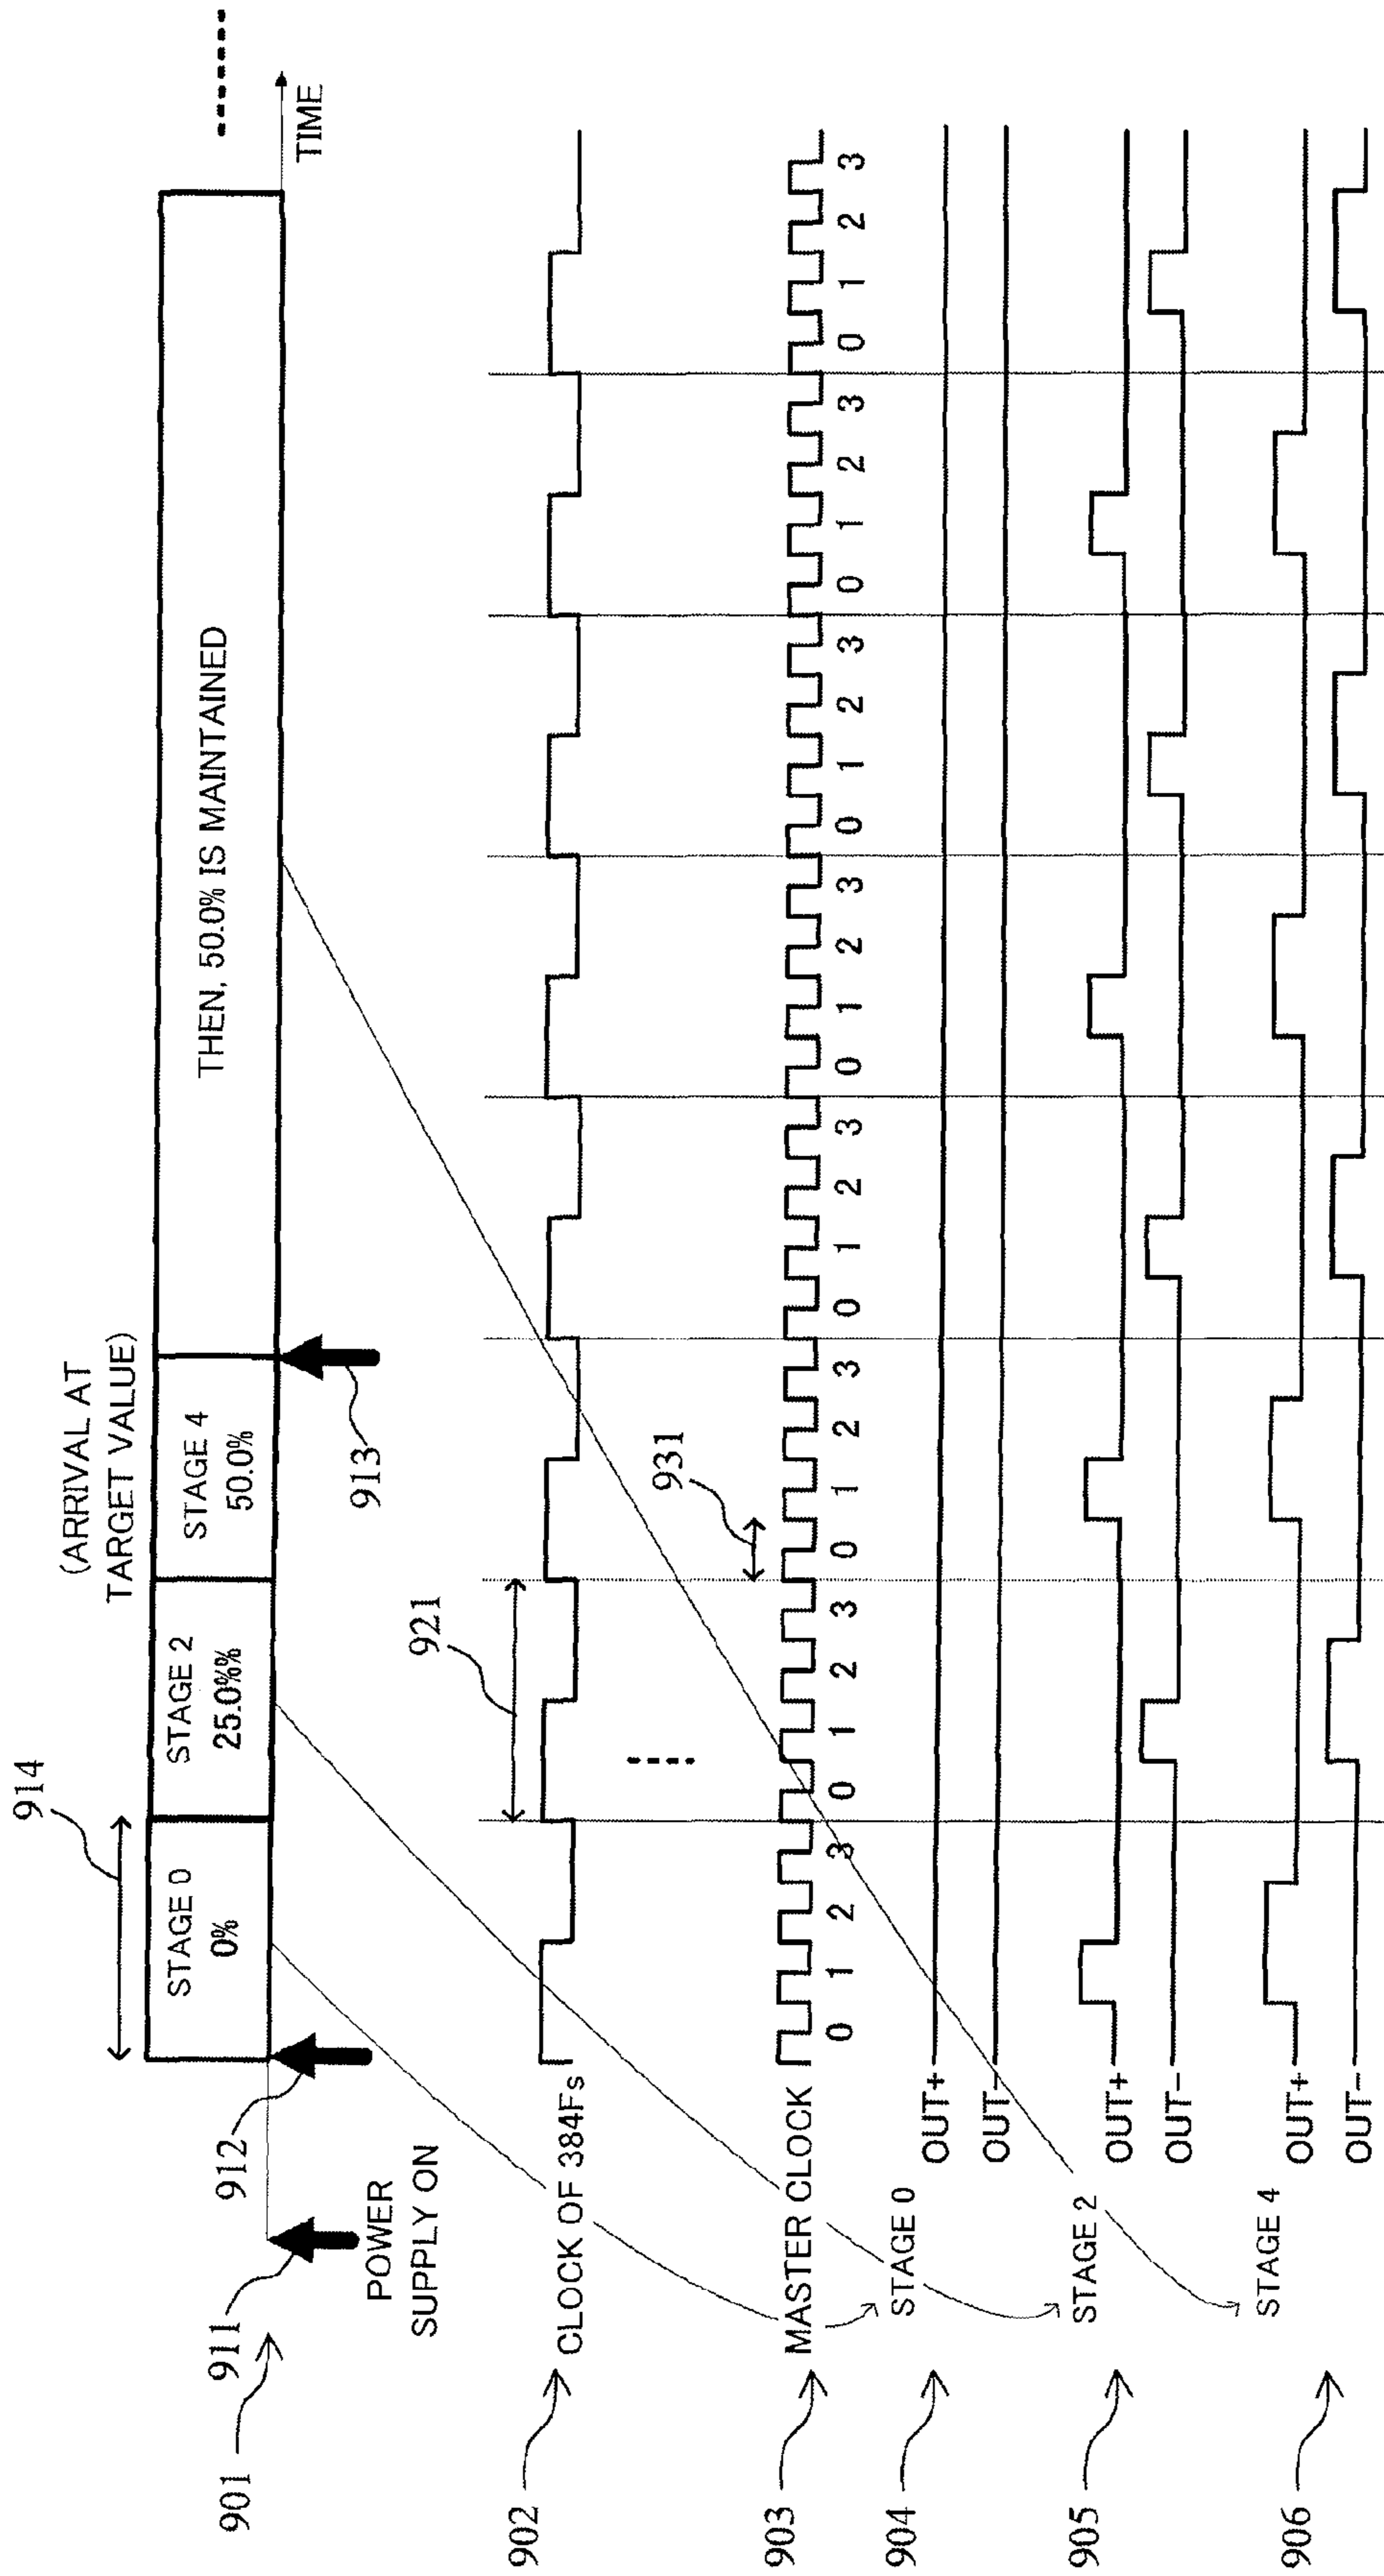 914
(ARRIVAL AT
TARGET VALUE)
STAGE 0
0%
STAGE 2
25.0%%
STAGE 4
50.0%
THEN, 50.0% IS MAINTAINED
TIME
901
911
POWER
SUPPLY ON
912
913
921
902
CLOCK OF 384Fs
931
903
MASTER CLOCK
0 1 2 3 0 1 2 3 0 1 2 3 0 1 2 3 0 1 2 3 0 1 2 3 0 1 2 3 0 1 2 3
904
STAGE 0
OUT+
OUT-
905
STAGE 2
OUT+
OUT-
906
STAGE 4
OUT+
OUT-